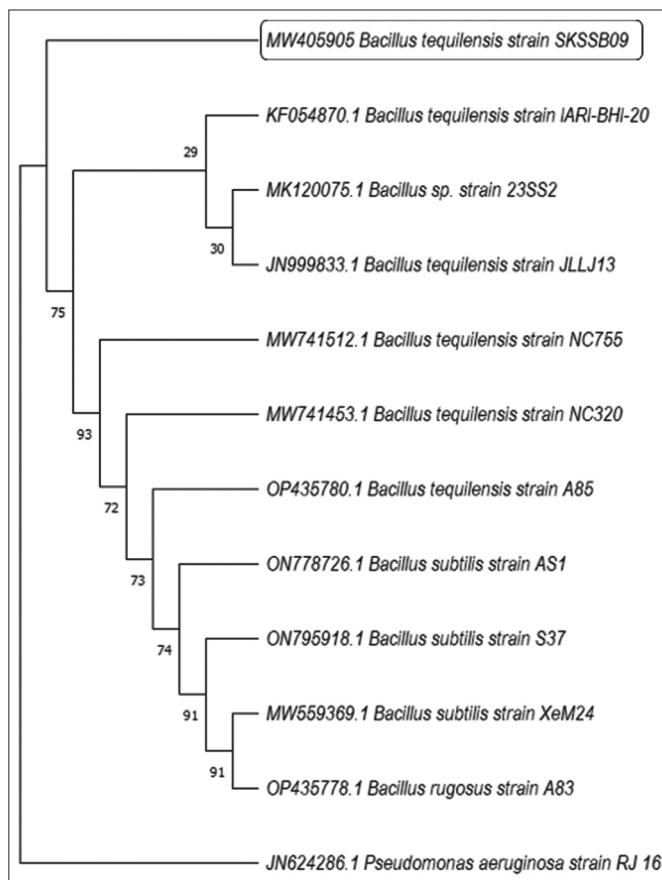 MW405905 Bacillus tequilensis strain SKSSB09
KF054870.1 Bacillus tequilensis strain IARI-BHI-20
29
MK120075.1 Bacillus sp. strain 23SS2
30
JN999833.1 Bacillus tequilensis strain JLLJ13
75
MW741512.1 Bacillus tequilensis strain NC755
93
MW741453.1 Bacillus tequilensis strain NC320
72
OP435780.1 Bacillus tequilensis strain A85
73
ON778726.1 Bacillus subtilis strain AS1
74
ON795918.1 Bacillus subtilis strain S37
91
MW559369.1 Bacillus subtilis strain XeM24
91
OP435778.1 Bacillus rugosus strain A83
JN624286.1 Pseudomonas aeruginosa strain RJ 16